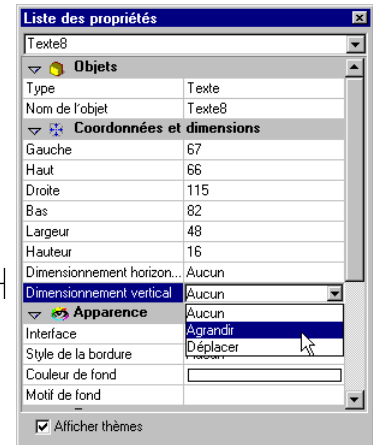 Liste des propriétés
Texte8
Objets
Type Texte
Nom de l'objet Texte8
Coordonnées et dimensions
Gauche 67
Haut 66
Droite 115
Bas 82
Largeur 48
Hauteur 16
Dimensionnement horizon... Aucun
Dimensionnement vertical Aucun
Apparence Aucun
Interface Agrandir
Style de la bordure Déplacer
Couleur de fond
Motif de fond
Afficher thèmes